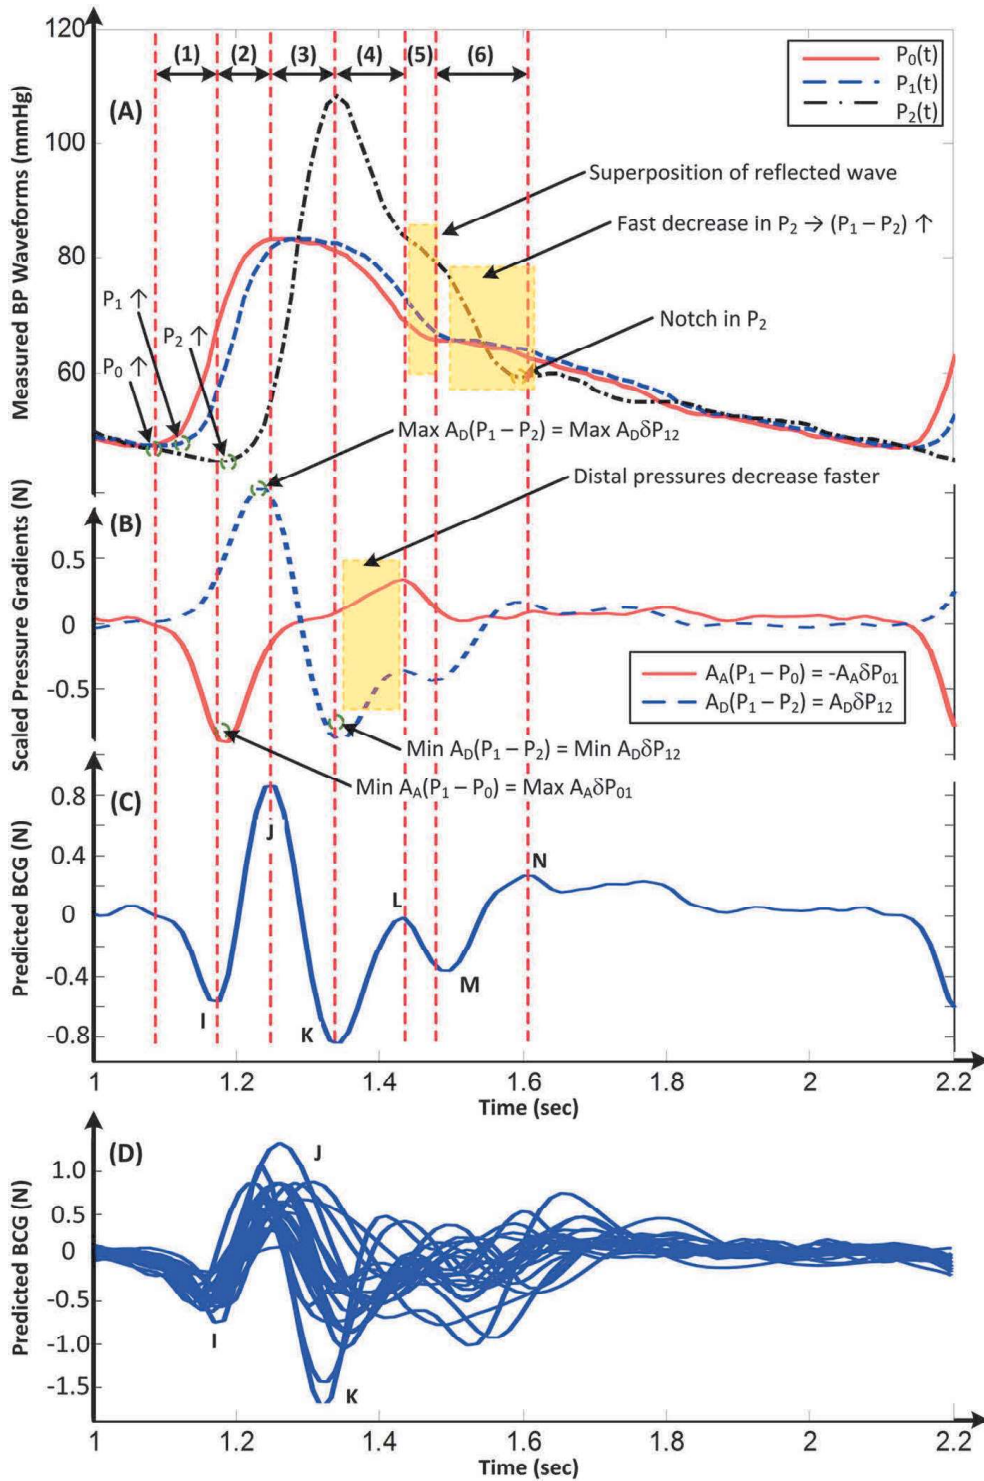 120
(1)
(2)
(3)
(4)
(5)
(6)
P₀(t)
P₁(t)
P₂(t)
(A)
100
Superposition of reflected wave
Fast decrease in P₂ → (P₁ – P₂) ↑
80
P₁ ↑
P₂ ↑
P₀ ↑
Notch in P₂
60
Measured BP Waveforms (mmHg)
Max A_D(P₁ – P₂) = Max A_DδP₁₂
Distal pressures decrease faster
(B)
0.5
0
-0.5
Scaled Pressure Gradients (N)
A_A(P₁ – P₀) = -A_AδP₀₁
A_D(P₁ – P₂) = A_DδP₁₂
Min A_D(P₁ – P₂) = Min A_DδP₁₂
Min A_A(P₁ – P₀) = Max A_AδP₀₁
(C)
0.8
0.4
0
-0.4
-0.8
Predicted BCG (N)
J
L
N
I
K
M
1
1.2
1.4
1.6
1.8
2
2.2
Time (sec)
(D)
1.0
0.5
0
-0.5
-1.0
-1.5
Predicted BCG (N)
J
I
K
1
1.2
1.4
1.6
1.8
2
2.2
Time (sec)